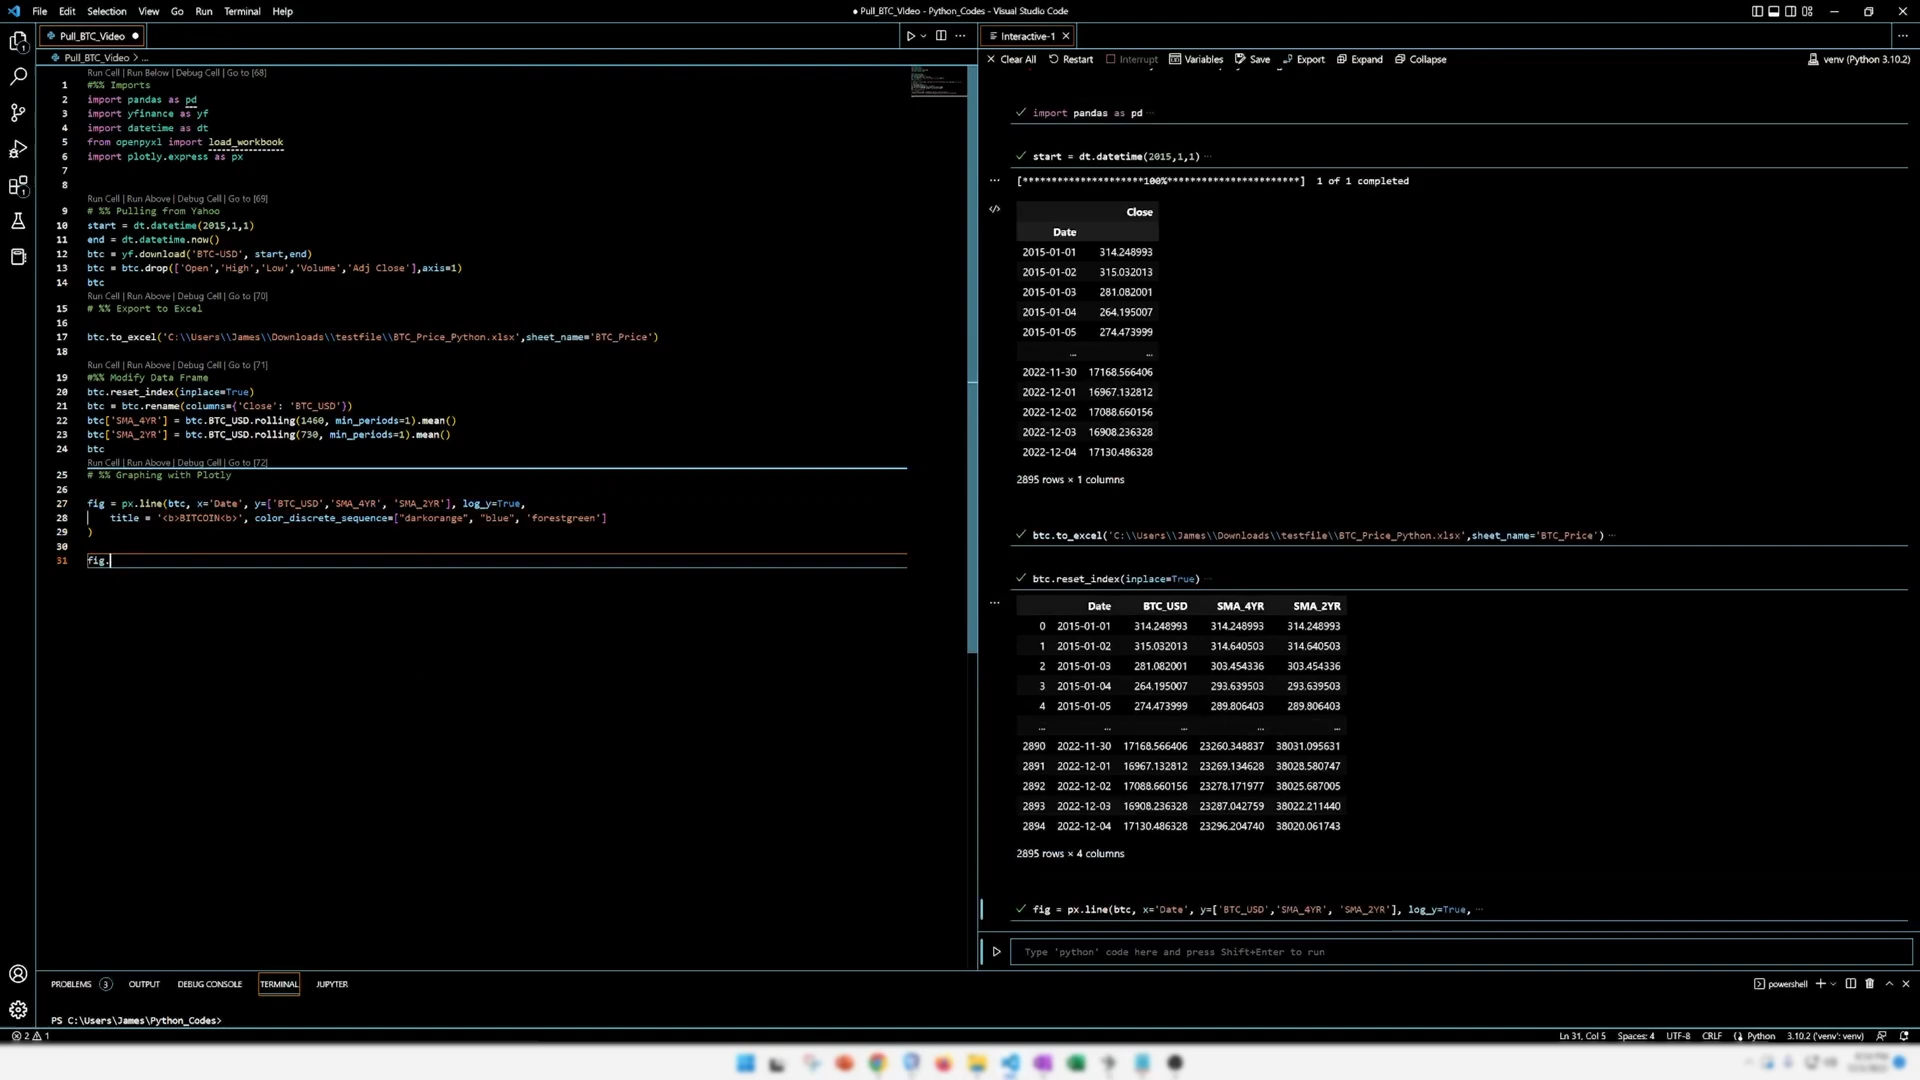 File Edit Selection View Go Run Terminal Help
● Pull_BTC_Video - Python_Codes - Visual Studio Code
Pull_BTC_Video ●
Pull_BTC_Video > ...
Run Cell | Run Below | Debug Cell | Go to [68]
1 #%% Imports
2 import pandas as pd
3 import yfinance as yf
4 import datetime as dt
5 from openpyxl import load_workbook
6 import plotly.express as px
7
8
Run Cell | Run Above | Debug Cell | Go to [69]
9 # %% Pulling from Yahoo
10 start = dt.datetime(2015,1,1)
11 end = dt.datetime.now()
12 btc = yf.download('BTC-USD', start,end)
13 btc = btc.drop(['Open','High','Low','Volume','Adj Close'],axis=1)
14 btc
Run Cell | Run Above | Debug Cell | Go to [70]
15 # %% Export to Excel
16
17 btc.to_excel('C:\\Users\\James\\Downloads\\testfile\\BTC_Price_Python.xlsx',sheet_name='BTC_Price')
18
Run Cell | Run Above | Debug Cell | Go to [71]
19 #%% Modify Data Frame
20 btc.reset_index(inplace=True)
21 btc = btc.rename(columns={'Close': 'BTC_USD'})
22 btc['SMA_4YR'] = btc.BTC_USD.rolling(1460, min_periods=1).mean()
23 btc['SMA_2YR'] = btc.BTC_USD.rolling(730, min_periods=1).mean()
24 btc
Run Cell | Run Above | Debug Cell | Go to [72]
25 # %% Graphing with Plotly
26
27 fig = px.line(btc, x='Date', y=['BTC_USD','SMA_4YR', 'SMA_2YR'], log_y=True,
28 title = '<b>BITCOIN<b>', color_discrete_sequence=["darkorange", "blue", 'forestgreen']
29 )
30
31 fig.
Interactive-1
Clear All Restart Interrupt Variables Save Export Expand Collapse venv (Python 3.10.2)
import pandas as pd ...
start = dt.datetime(2015,1,1) ...
[**********************100%***********************] 1 of 1 completed
Close
Date
2015-01-01 314.248993
2015-01-02 315.032013
2015-01-03 281.082001
2015-01-04 264.195007
2015-01-05 274.473999
... ...
2022-11-30 17168.566406
2022-12-01 16967.132812
2022-12-02 17088.660156
2022-12-03 16908.236328
2022-12-04 17130.486328
2895 rows × 1 columns
btc.to_excel('C:\\Users\\James\\Downloads\\testfile\\BTC_Price_Python.xlsx',sheet_name='BTC_Price') ...
btc.reset_index(inplace=True) ...
Date BTC_USD SMA_4YR SMA_2YR
0 2015-01-01 314.248993 314.248993 314.248993
1 2015-01-02 315.032013 314.640503 314.640503
2 2015-01-03 281.082001 303.454336 303.454336
3 2015-01-04 264.195007 293.639503 293.639503
4 2015-01-05 274.473999 289.806403 289.806403
... ... ... ... ...
2890 2022-11-30 17168.566406 23260.348837 38031.095631
2891 2022-12-01 16967.132812 23269.134628 38028.580747
2892 2022-12-02 17088.660156 23278.171977 38025.687005
2893 2022-12-03 16908.236328 23287.042759 38022.211440
2894 2022-12-04 17130.486328 23296.204740 38020.061743
2895 rows × 4 columns
fig = px.line(btc, x='Date', y=['BTC_USD','SMA_4YR', 'SMA_2YR'], log_y=True, ...
Type 'python' code here and press Shift+Enter to run
PROBLEMS 3 OUTPUT DEBUG CONSOLE TERMINAL JUPYTER
powershell
PS C:\Users\James\Python_Codes>
2 1
Ln 31, Col 5 Spaces: 4 UTF-8 CRLF Python 3.10.2 ('venv': venv)